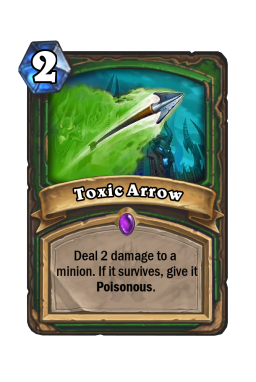 2
Toxic Arrow
Deal 2 damage to a
minion. If it survives, give it
Poisonous.